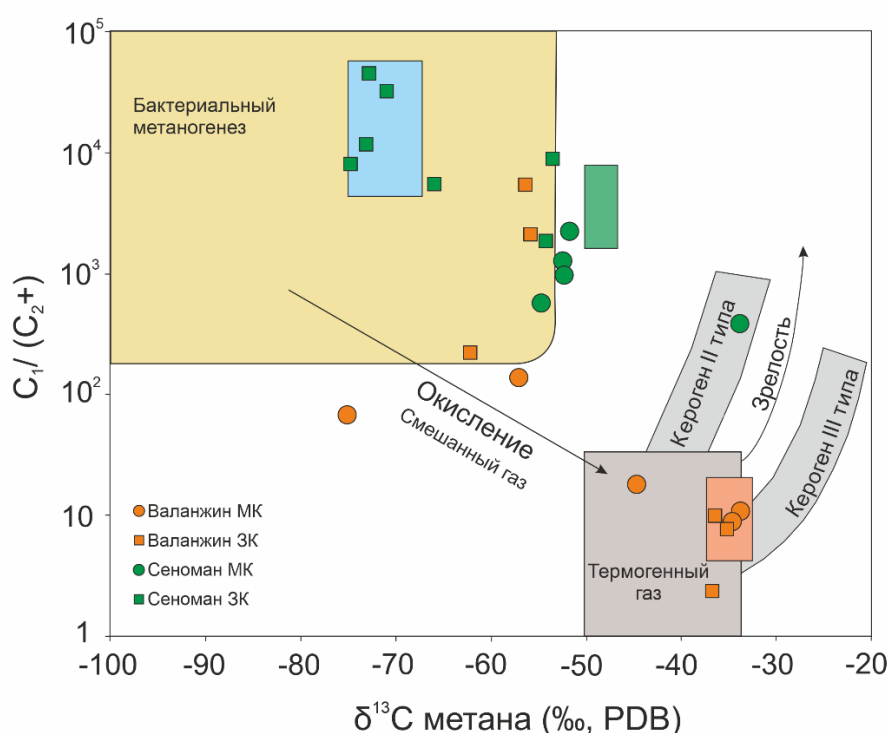 10⁵
Бактериальный
метаногенез
10⁴
10³
C₁/ (C₂+)
10²
10
1
Окисление
Смешанный газ
Кероген II типа
Зрелость
Кероген III типа
Термогенный
газ
Валанжин МК
Валанжин ЗК
Сеноман МК
Сеноман ЗК
-100 -90 -80 -70 -60 -50 -40 -30 -20
δ¹³C метана (‰, PDB)